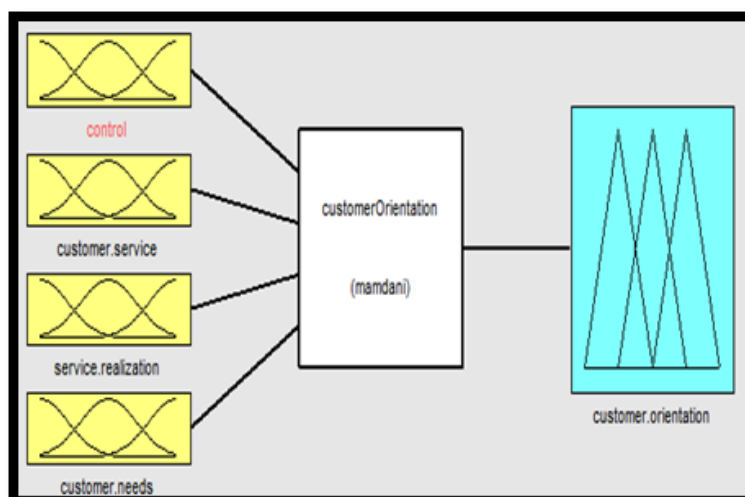 control
customer.service
service.realization
customer.needs
customerOrientation
(mamdani)
customer.orientation